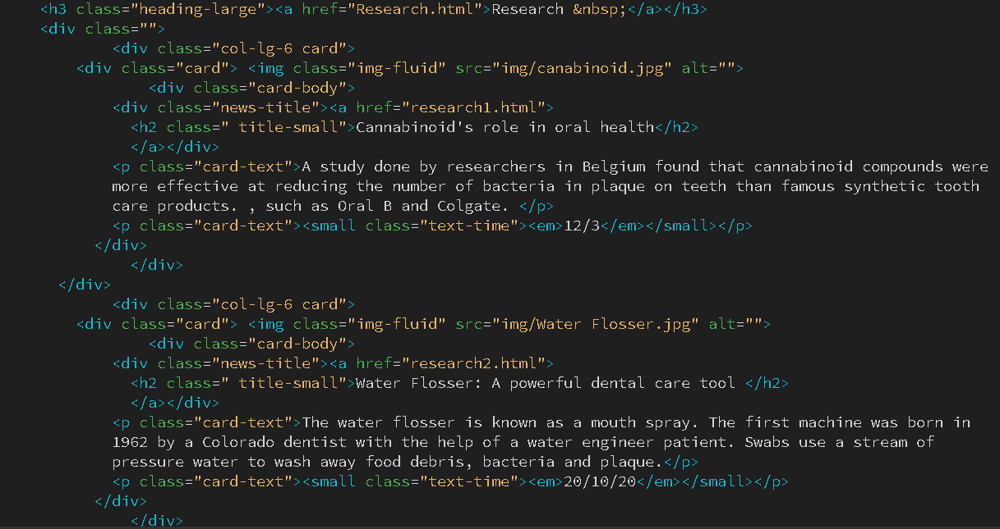 <h3 class="heading-large"><a href="Research.html">Research &nbsp;</a></h3>
<div class="">
<div class="col-lg-6 card">
<div class="card"> <img class="img-fluid" src="img/canabinoid.jpg" alt="">
<div class="card-body">
<div class="news-title"><a href="research1.html">
<h2 class=" title-small">Cannabinoid's role in oral health</h2>
</a></div>
<p class="card-text">A study done by researchers in Belgium found that cannabinoid compounds were
more effective at reducing the number of bacteria in plaque on teeth than famous synthetic tooth
care products. , such as Oral B and Colgate. </p>
<p class="card-text"><small class="text-time"><em>12/3</em></small></p>
</div>
</div>
</div>
<div class="col-lg-6 card">
<div class="card"> <img class="img-fluid" src="img/Water Flosser.jpg" alt="">
<div class="card-body">
<div class="news-title"><a href="research2.html">
<h2 class=" title-small">Water Flosser: A powerful dental care tool </h2>
</a></div>
<p class="card-text">The water flosser is known as a mouth spray. The first machine was born in
1962 by a Colorado dentist with the help of a water engineer patient. Swabs use a stream of
pressure water to wash away food debris, bacteria and plaque.</p>
<p class="card-text"><small class="text-time"><em>20/10/20</em></small></p>
</div>
</div>